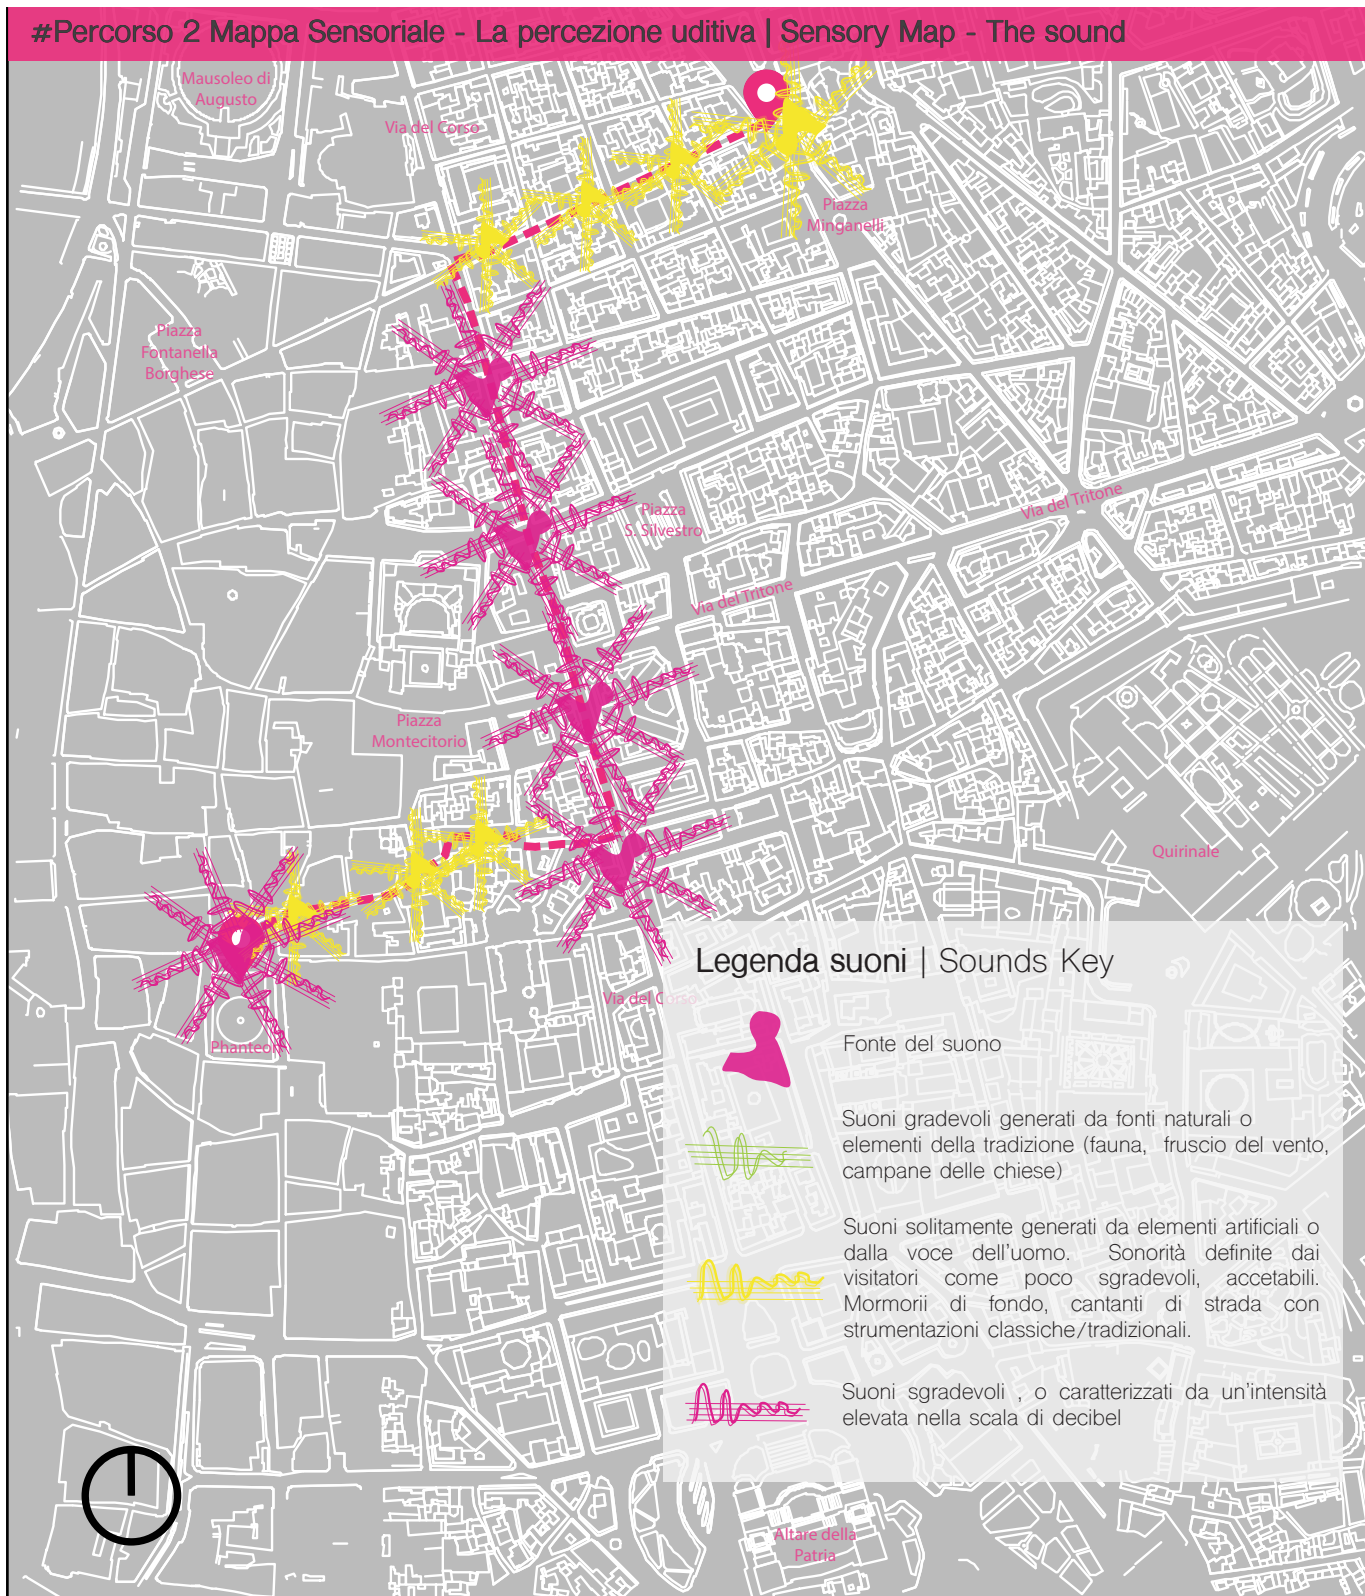 #Percorso 2 Mappa Sensoriale - La percezione uditiva | Sensory Map - The sound
Mausoleo di
Augusto
Via del Corso
Piazza
Minganelli
Piazza
Fontanella
Borghese
Piazza
S. Silvestro
Via del Tritone
Via del Tritone
Piazza
Montecitorio
Quirinale
Via del Corso
Phanteon
Legenda suoni | Sounds Key
Fonte del suono
Suoni gradevoli generati da fonti naturali o
elementi della tradizione (fauna, fruscio del vento,
campane delle chiese)
Suoni solitamente generati da elementi artificiali o
dalla voce dell'uomo. Sonorità definite dai
visitatori come poco sgradevoli, accetabili.
Mormorii di fondo, cantanti di strada con
strumentazioni classiche/tradizionali.
Suoni sgradevoli , o caratterizzati da un'intensità
elevata nella scala di decibel
Altare della
Patria